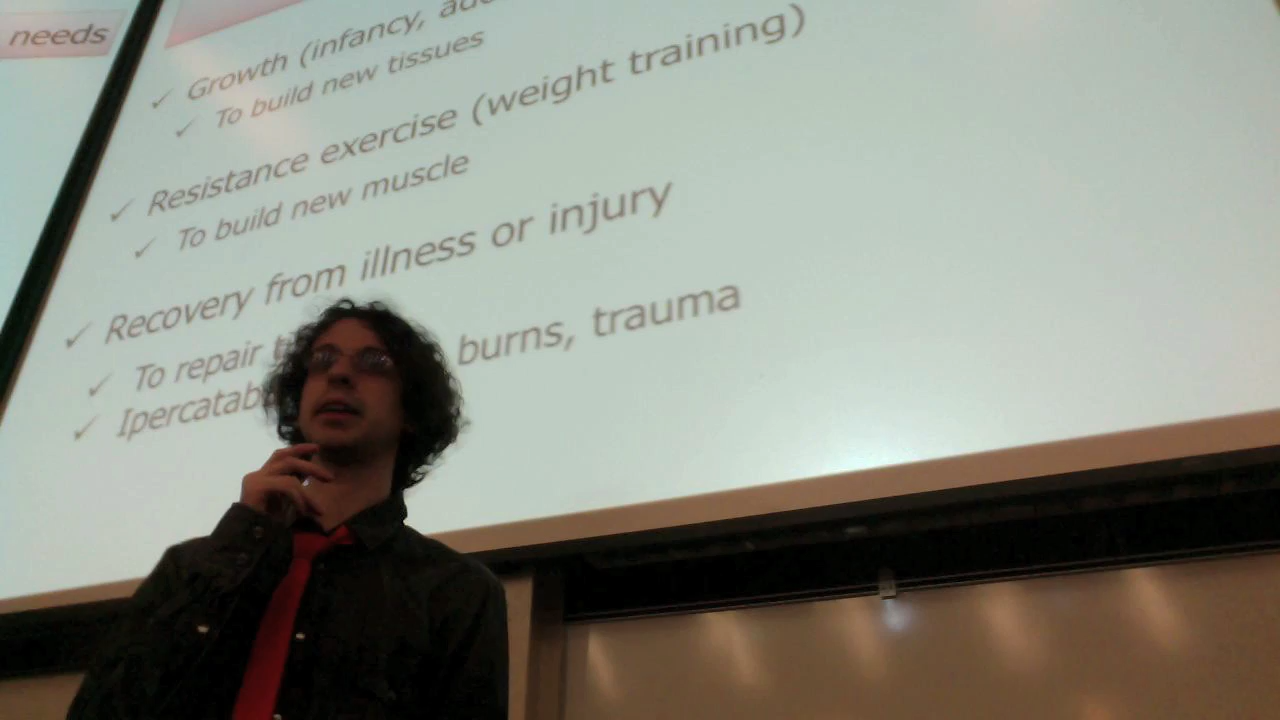 needs
✓ Growth (infancy,
✓ To build new tissues
✓ Resistance exercise (weight training)
✓ To build new muscle
✓ Recovery from illness or injury
✓ To repair burns, trauma
✓ Ipercatab